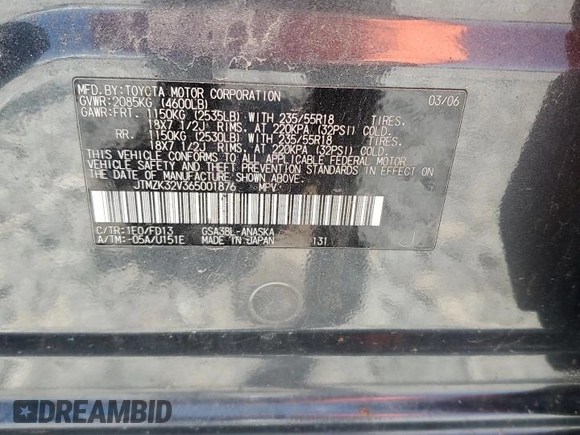 MFD.BY:TOYOTA MOTOR CORPORATION 03/06
GVWR:2085KG (4600LB)
GAWR:FRT. 1150KG (2535LB) WITH 235/55R18 TIRES,
18X7 1/2J RIMS, AT 220KPA (32PSI) COLD.
RR. 1150KG (2530LB) WITH 235/55R18 TIRES,
18X7 1/2J RIMS, AT 220KPA (32PSI) COLD.
THIS VEHICLE CONFORMS TO ALL APPLICABLE FEDERAL MOTOR
VEHICLE SAFETY AND THEFT PREVENTION STANDARDS IN EFFECT ON
THE DATE OF MANUFACTURE SHOWN ABOVE.
JTMZK32V365001876 MPV
C/TR:1E0/FD13 GSA38L-ANASKA
A/TM:-05A/U151E MADE IN JAPAN 131
DREAMBID